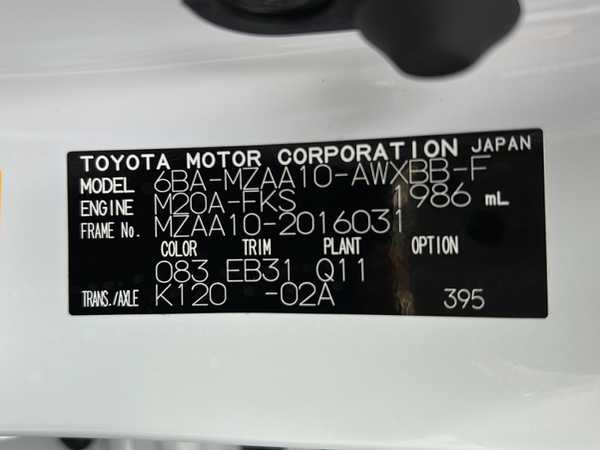 TOYOTA MOTOR CORPORATION JAPAN
MODEL 6BA-MZAA10-AWXBB-F
ENGINE M20A-FKS 1986 mL
FRAME No. MZAA10-2016031
COLOR TRIM PLANT OPTION
083 EB31 Q11
TRANS./AXLE K120 -02A 395